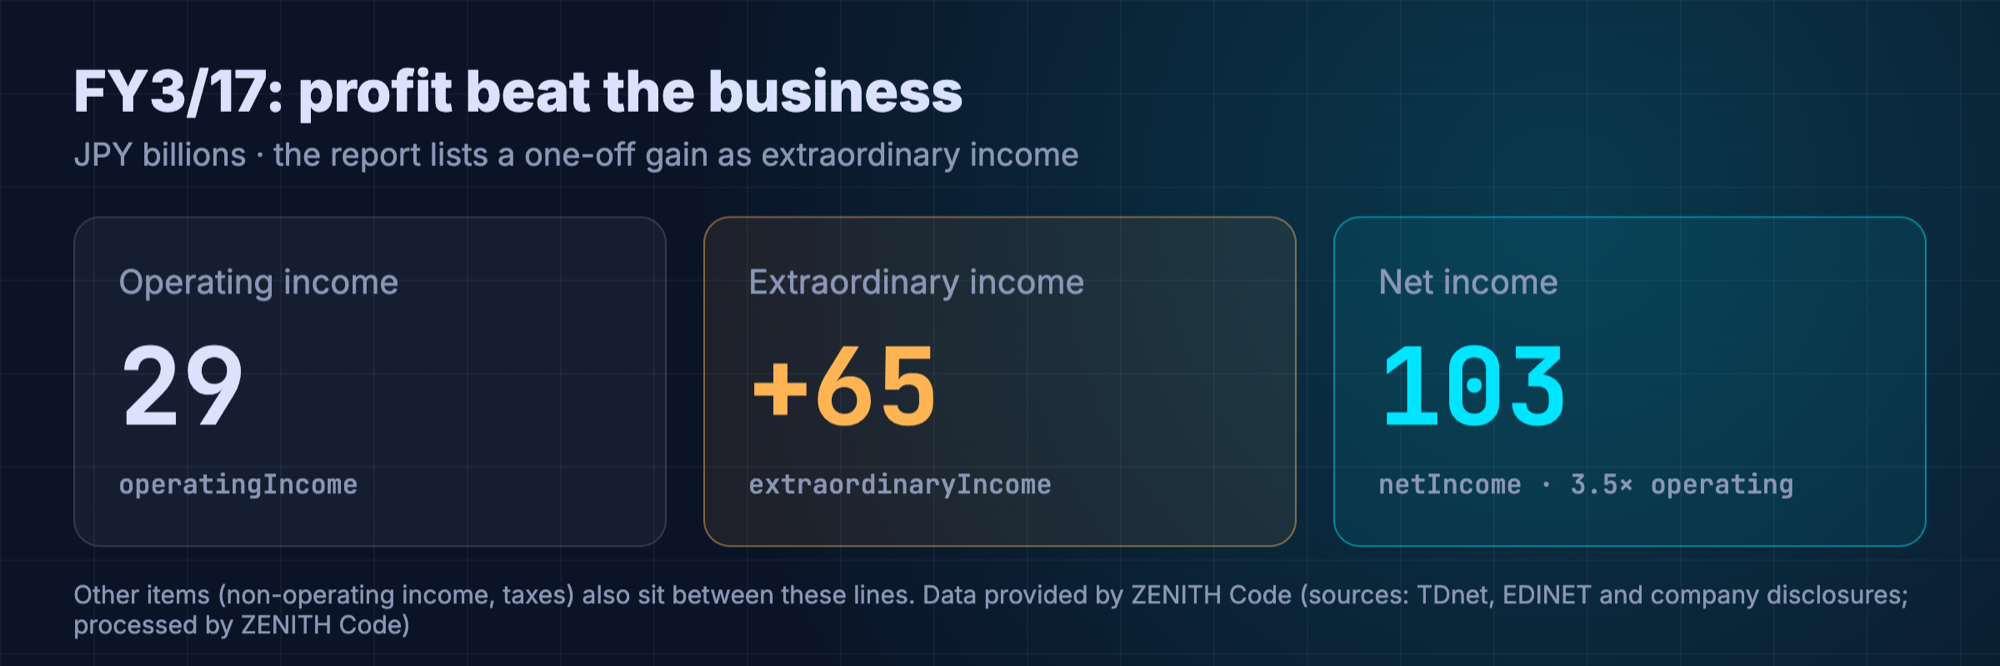 FY3/17: profit beat the business
JPY billions · the report lists a one-off gain as extraordinary income
Operating income
29
operatingIncome
Extraordinary income
+65
extraordinaryIncome
Net income
103
netIncome · 3.5× operating
Other items (non-operating income, taxes) also sit between these lines. Data provided by ZENITH Code (sources: TDnet, EDINET and company disclosures;
processed by ZENITH Code)